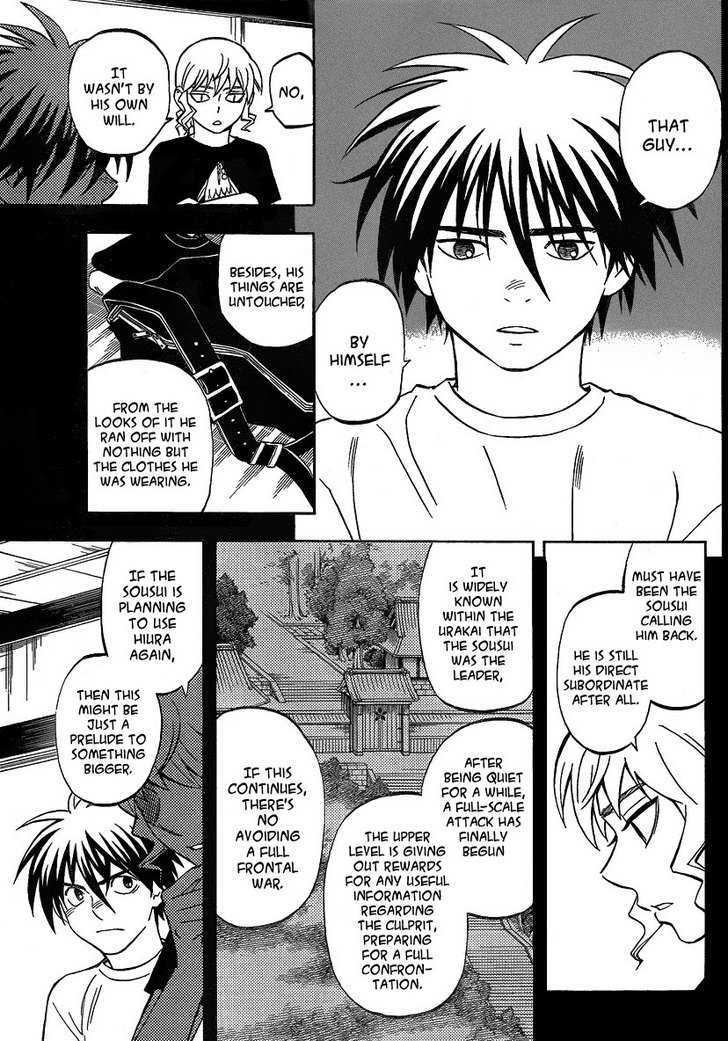 THAT
GUY...
BY
HIMSELF
...
NO,
IT
WASN'T BY
HIS OWN
WILL.
BESIDES, HIS
THINGS ARE
UNTOUCHED,
FROM THE
LOOKS OF IT HE
RAN OFF WITH
NOTHING BUT
THE CLOTHES HE
WAS WEARING.
MUST HAVE
BEEN THE
SOUSUI
CALLING
HIM BACK.
HE IS STILL
HIS DIRECT
SUBORDINATE
AFTER ALL.
IT
IS WIDELY
KNOWN
WITHIN THE
URAKAI THAT
THE SOUSUI
WAS THE
LEADER,
AFTER
BEING QUIET
FOR A WHILE,
A FULL-SCALE
ATTACK HAS
FINALLY
BEGUN
THE UPPER
LEVEL IS GIVING
OUT REWARDS
FOR ANY USEFUL
INFORMATION
REGARDING
THE CULPRIT,
PREPARING
FOR A FULL
CONFRON-
TATION.
IF THIS
CONTINUES,
THERE'S
NO
AVOIDING
A FULL
FRONTAL
WAR.
IF THE
SOUSUI IS
PLANNING
TO USE
HIURA
AGAIN,
THEN THIS
MIGHT BE
JUST A
PRELUDE TO
SOMETHING
BIGGER.